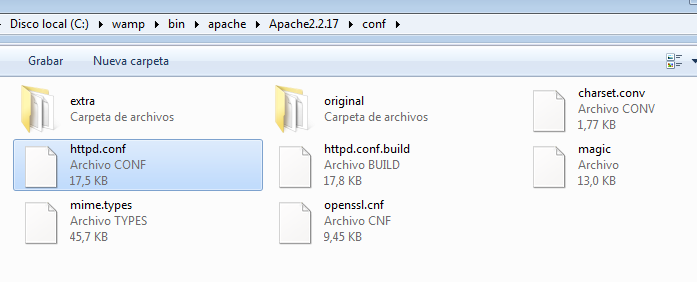 Disco local (C:) ▸ wamp ▸ bin ▸ apache ▸ Apache2.2.17 ▸ conf ▸
Grabar Nueva carpeta
extra
Carpeta de archivos
original
Carpeta de archivos
charset.conv
Archivo CONV
1,77 KB
httpd.conf
Archivo CONF
17,5 KB
httpd.conf.build
Archivo BUILD
17,8 KB
magic
Archivo
13,0 KB
mime.types
Archivo TYPES
45,7 KB
openssl.cnf
Archivo CNF
9,45 KB